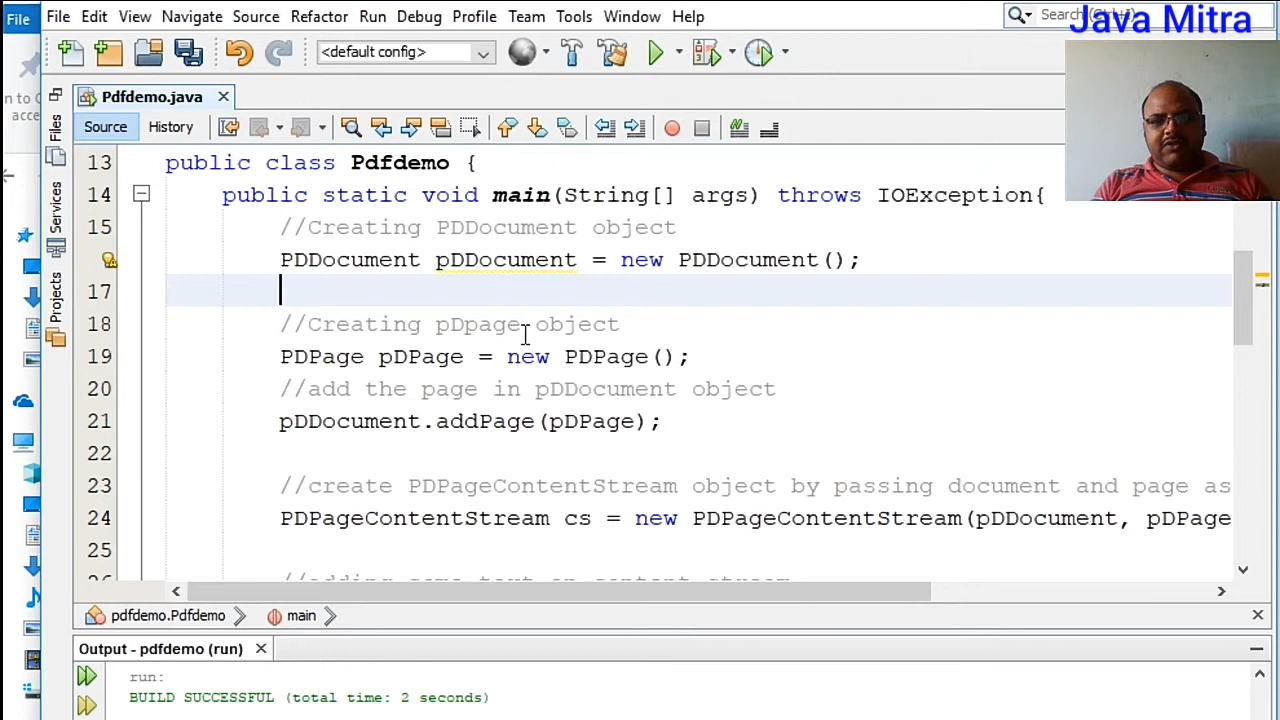 File
File Edit View Navigate Source Refactor Run Debug Profile Team Tools Window Help
Java Mitra
<default config>
n to
acce
Pdfdemo.java
Source History
Files
Services
Projects
13 public class Pdfdemo {
14 public static void main(String[] args) throws IOException{
15 //Creating PDDocument object
PDDocument pDDocument = new PDDocument();
17
18 //Creating pDpage object
19 PDPage pDPage = new PDPage();
20 //add the page in pDDocument object
21 pDDocument.addPage(pDPage);
22
23 //create PDPageContentStream object by passing document and page as
24 PDPageContentStream cs = new PDPageContentStream(pDDocument, pDPage
25
pdfdemo.Pdfdemo main
Output - pdfdemo (run)
run:
BUILD SUCCESSFUL (total time: 2 seconds)